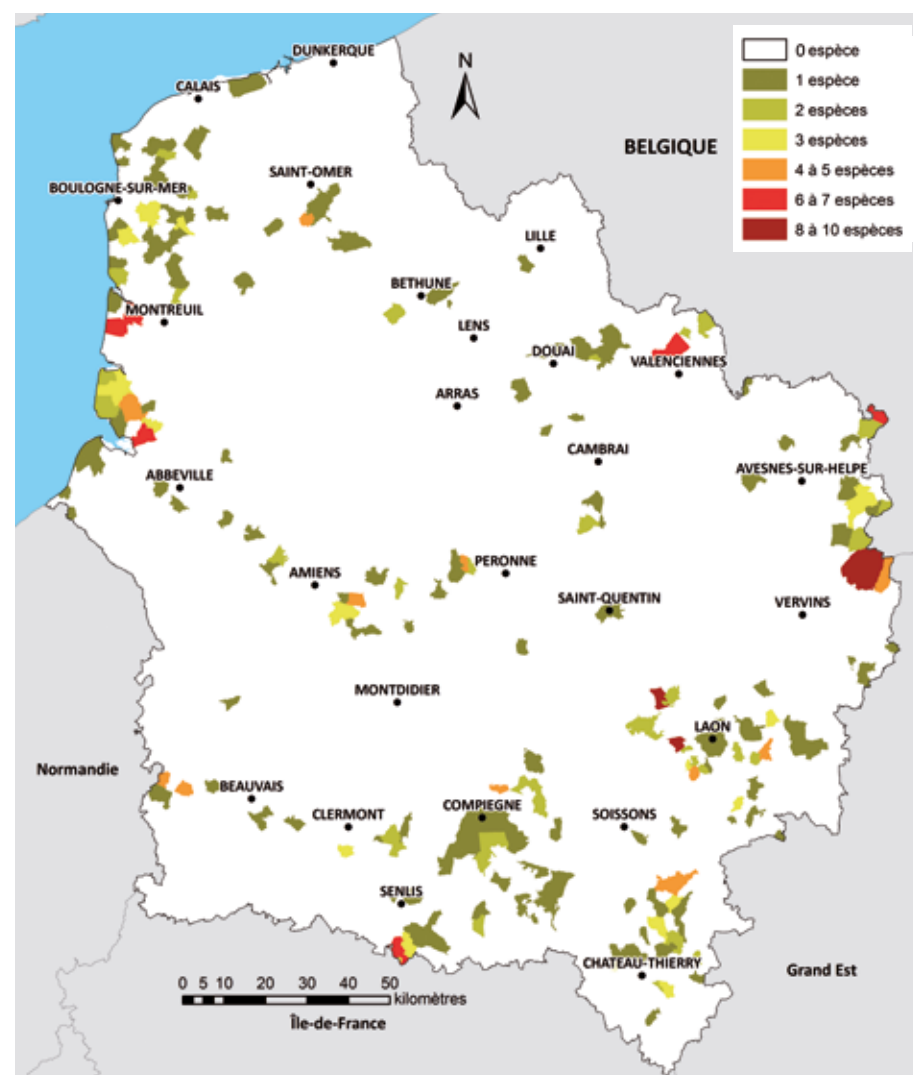 DUNKERQUE
CALAIS
N
0 espèce
1 espèce
2 espèces
3 espèces
4 à 5 espèces
6 à 7 espèces
8 à 10 espèces
BELGIQUE
SAINT-OMER
BOULOGNE-SUR-MER
LILLE
BETHUNE
MONTREUIL
LENS
DOUAI
VALENCIENNES
ARRAS
CAMBRAI
AVESNES-SUR-HELPE
ABBEVILLE
PERONNE
AMIENS
SAINT-QUENTIN
VERVINS
MONTDIDIER
LAON
Normandie
BEAUVAIS
CLERMONT
COMPIEGNE
SOISSONS
SENLIS
CHATEAU-THIERRY
Grand Est
0 5 10 20 30 40 50
kilomètres
Île-de-France